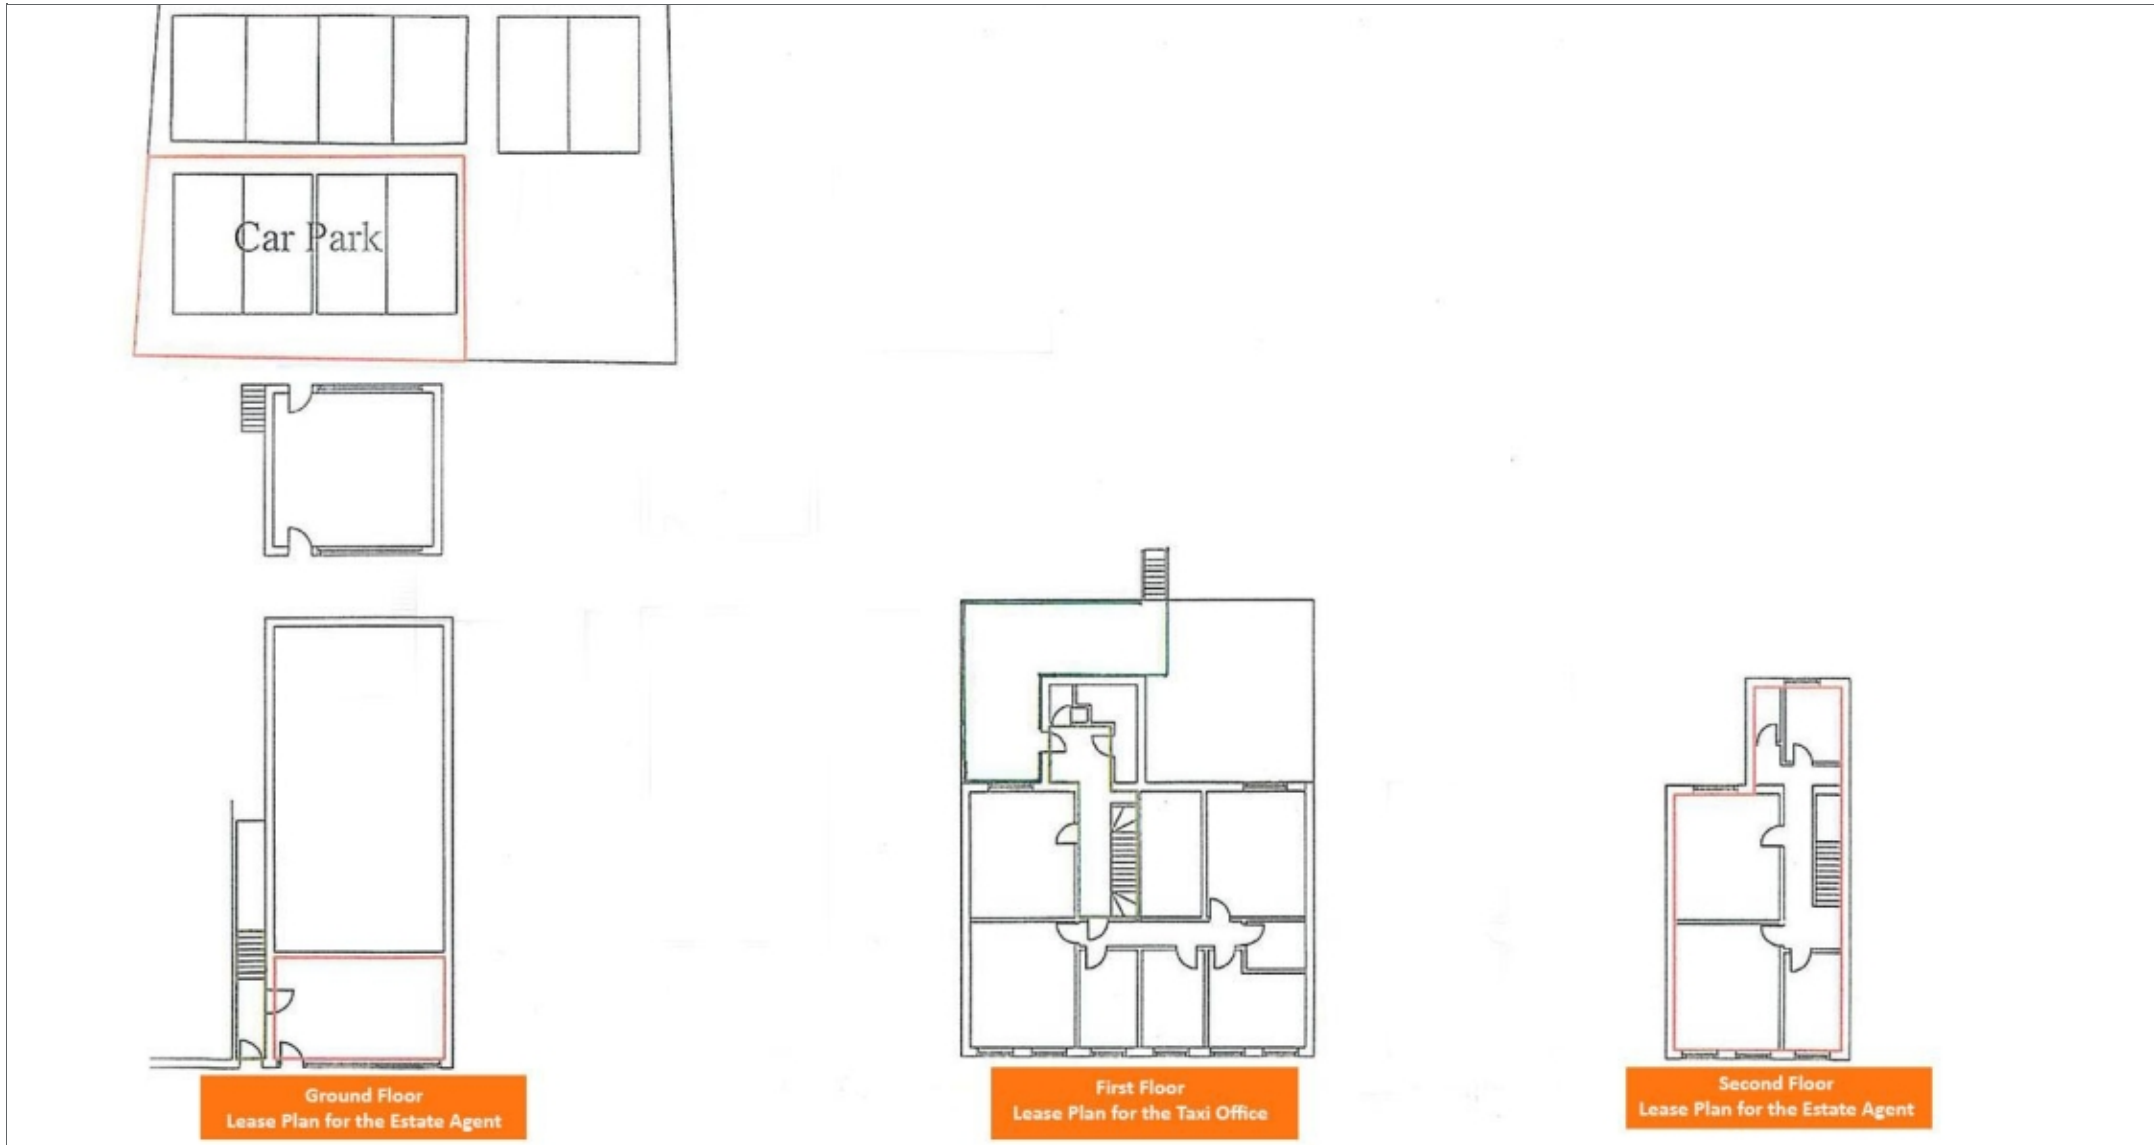 Car Park
Ground Floor
Lease Plan for the Estate Agent
First Floor
Lease Plan for the Taxi Office
Second Floor
Lease Plan for the Estate Agent